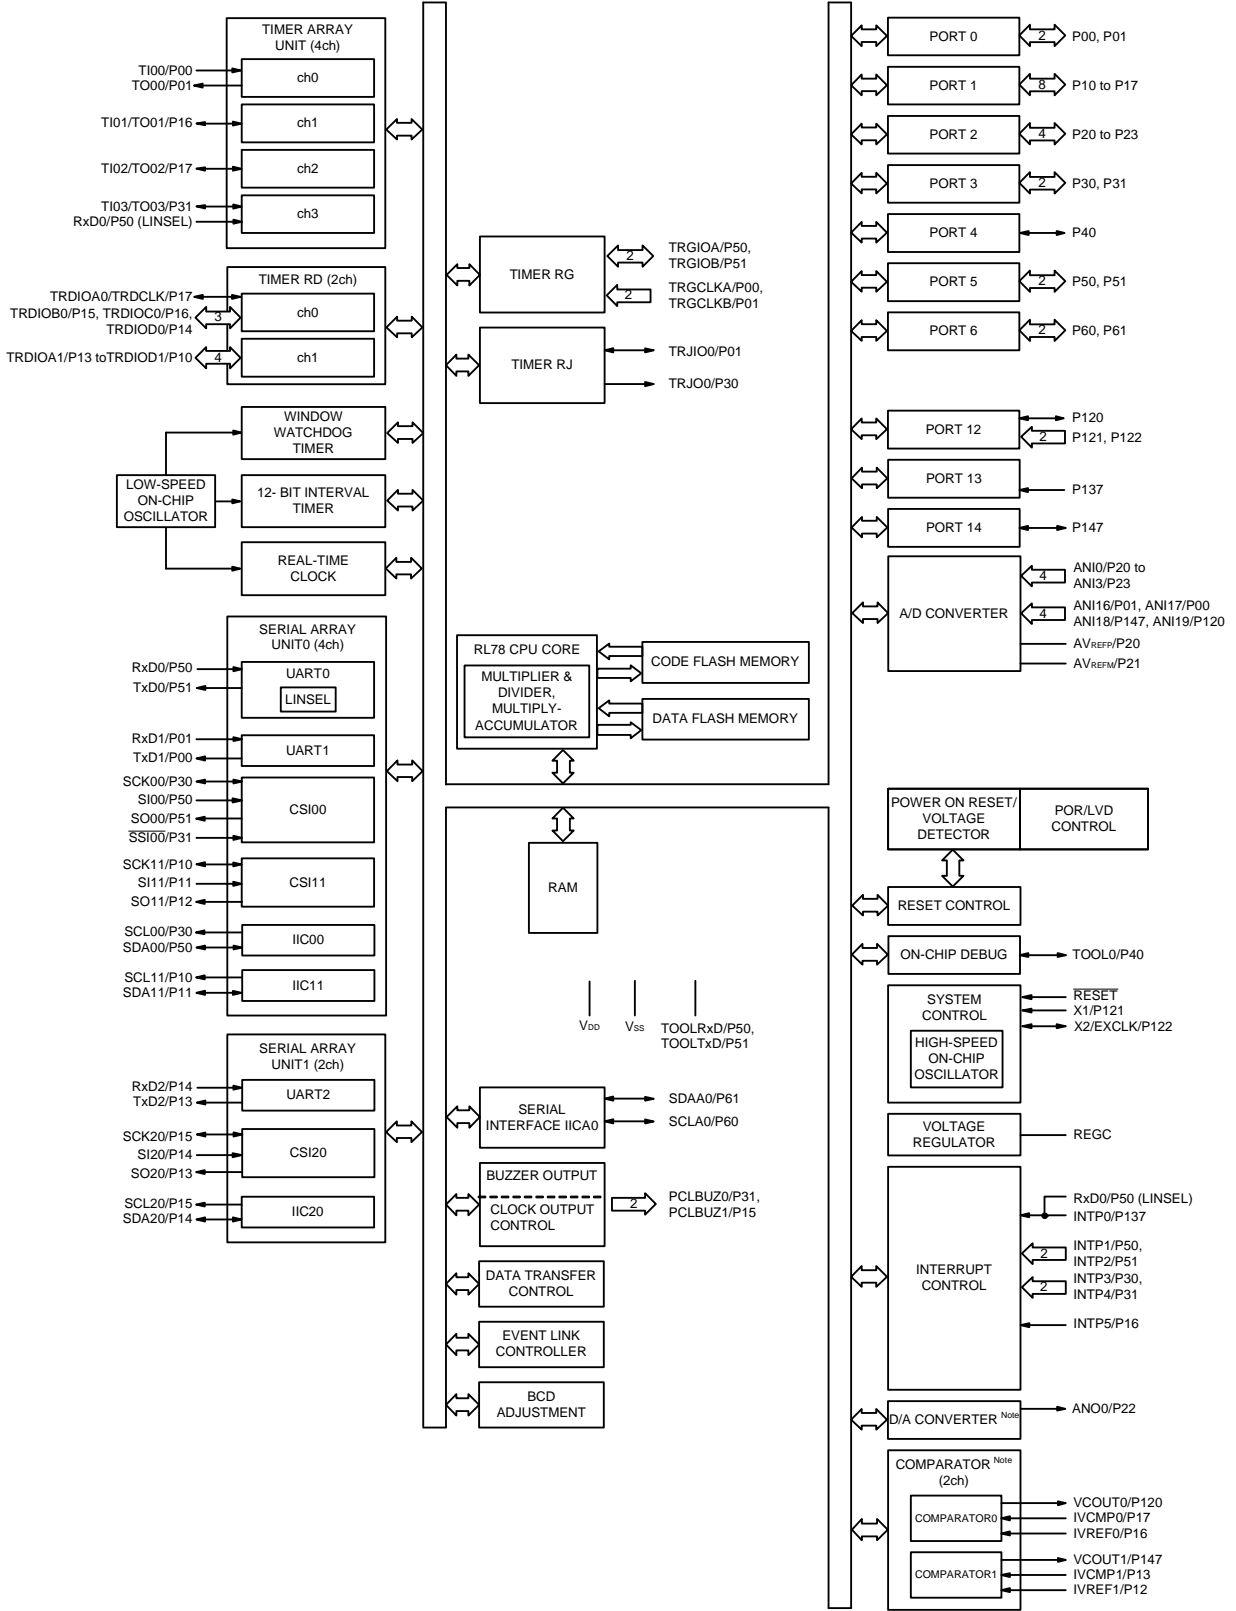 TIMER ARRAY
UNIT (4ch)
TI00/P00
TO00/P01
ch0
TI01/TO01/P16
ch1
TI02/TO02/P17
ch2
TI03/TO03/P31
RxD0/P50 (LINSEL)
ch3
TIMER RD (2ch)
TRDIOA0/TRDCLK/P17
TRDIOB0/P15, TRDIOC0/P16,
TRDIOD0/P14
3
ch0
TRDIOA1/P13 toTRDIOD1/P10
4
ch1
WINDOW
WATCHDOG
TIMER
LOW-SPEED
ON-CHIP
OSCILLATOR
12- BIT INTERVAL
TIMER
REAL-TIME
CLOCK
SERIAL ARRAY
UNIT0 (4ch)
RxD0/P50
TxD0/P51
UART0
LINSEL
RxD1/P01
TxD1/P00
UART1
SCK00/P30
SI00/P50
SO00/P51
SSI00/P31
CSI00
SCK11/P10
SI11/P11
SO11/P12
CSI11
SCL00/P30
SDA00/P50
IIC00
SCL11/P10
SDA11/P11
IIC11
SERIAL ARRAY
UNIT1 (2ch)
RxD2/P14
TxD2/P13
UART2
SCK20/P15
SI20/P14
SO20/P13
CSI20
SCL20/P15
SDA20/P14
IIC20
TIMER RG
2
TRGIOA/P50,
TRGIOB/P51
2
TRGCLKA/P00,
TRGCLKB/P01
TIMER RJ
TRJIO0/P01
TRJO0/P30
RL78 CPU CORE
MULTIPLIER &
DIVIDER,
MULTIPLY-
ACCUMULATOR
CODE FLASH MEMORY
DATA FLASH MEMORY
RAM
VDD
VSS
TOOLRxD/P50,
TOOLTxD/P51
SERIAL
INTERFACE IICA0
SDAA0/P61
SCLA0/P60
BUZZER OUTPUT
CLOCK OUTPUT
CONTROL
2
PCLBUZ0/P31,
PCLBUZ1/P15
DATA TRANSFER
CONTROL
EVENT LINK
CONTROLLER
BCD
ADJUSTMENT
PORT 0
2
P00, P01
PORT 1
8
P10 to P17
PORT 2
4
P20 to P23
PORT 3
2
P30, P31
PORT 4
P40
PORT 5
2
P50, P51
PORT 6
2
P60, P61
PORT 12
P120
2
P121, P122
PORT 13
P137
PORT 14
P147
A/D CONVERTER
4
ANI0/P20 to
ANI3/P23
4
ANI16/P01, ANI17/P00
ANI18/P147, ANI19/P120
AVREFP/P20
AVREFM/P21
POWER ON RESET/
VOLTAGE
DETECTOR
POR/LVD
CONTROL
RESET CONTROL
ON-CHIP DEBUG
TOOL0/P40
SYSTEM
CONTROL
HIGH-SPEED
ON-CHIP
OSCILLATOR
RESET
X1/P121
X2/EXCLK/P122
VOLTAGE
REGULATOR
REGC
INTERRUPT
CONTROL
RxD0/P50 (LINSEL)
INTP0/P137
2
INTP1/P50,
INTP2/P51
2
INTP3/P30,
INTP4/P31
INTP5/P16
D/A CONVERTER Note
ANO0/P22
COMPARATOR Note
(2ch)
COMPARATOR0
VCOUT0/P120
IVCMP0/P17
IVREF0/P16
COMPARATOR1
VCOUT1/P147
IVCMP1/P13
IVREF1/P12